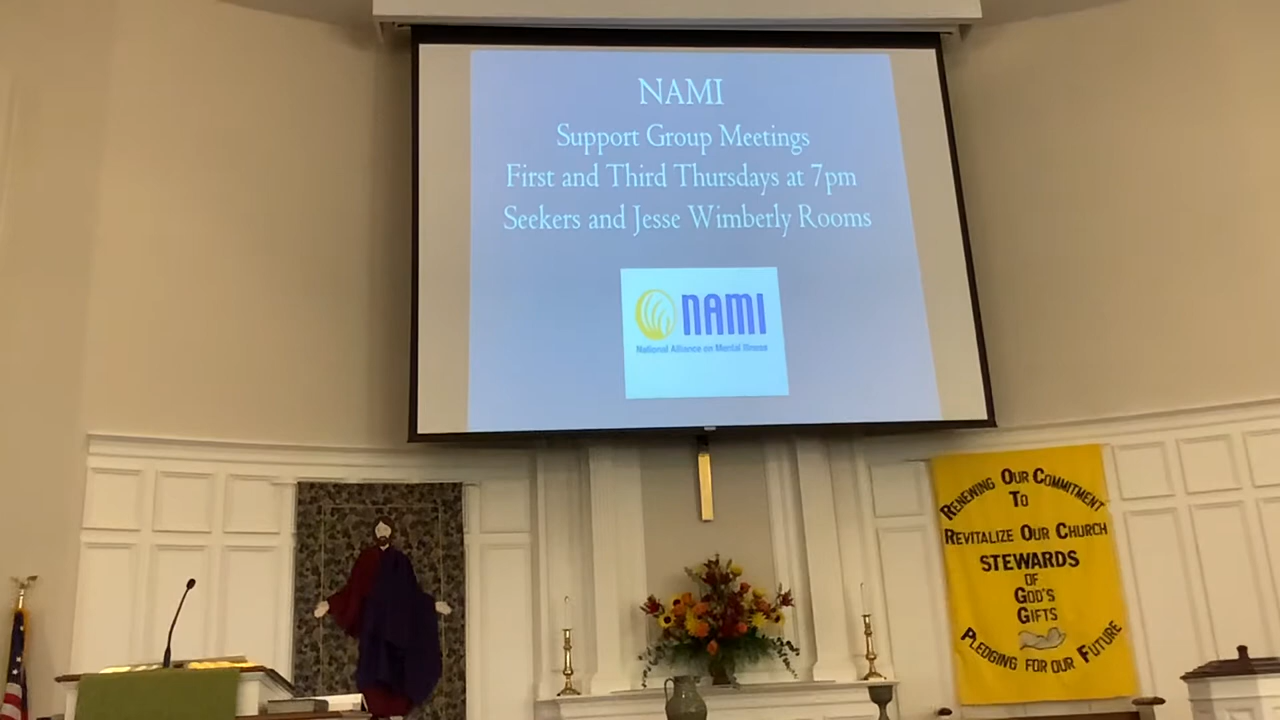 NAMI
Support Group Meetings
First and Third Thursdays at 7pm
Seekers and Jesse Wimberly Rooms
NAMI
National Alliance on Mental Illness
RENEWING OUR COMMITMENT
TO
REVITALIZE OUR CHURCH
STEWARDS
OF
GOD'S
GIFTS
PLEDGING FOR OUR FUTURE